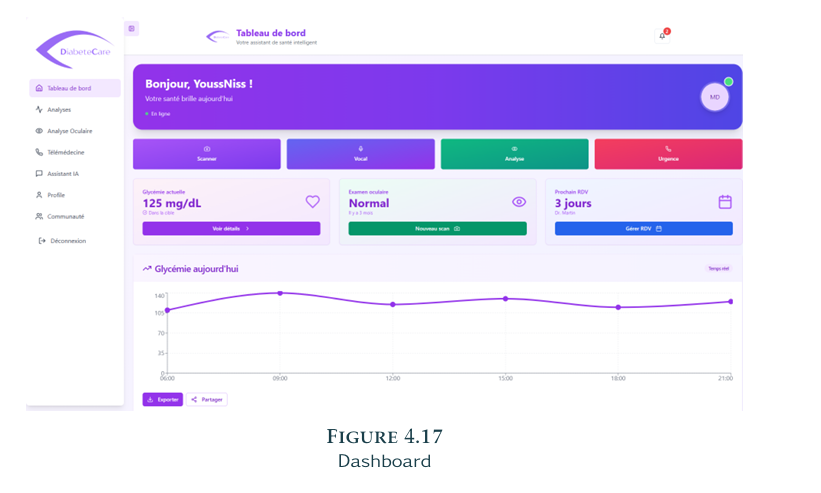 DiabeteCare
Tableau de bord
Votre assistant de santé intelligent
2
Tableau de bord
Analyses
Analyse Oculaire
Télémédecine
Assistant IA
Profile
Communauté
Déconnexion
Bonjour, YoussNiss !
Votre santé brille aujourd'hui
En ligne
MD
Scanner
Vocal
Analyse
Urgence
Glycémie actuelle
125 mg/dL
Dans la cible
Voir détails
Examen oculaire
Normal
Il y a 3 mois
Nouveau scan
Prochain RDV
3 jours
Dr. Martin
Gérer RDV
Glycémie aujourd'hui
Temps réel
140
105
70
35
0
06:00 09:00 12:00 15:00 18:00 21:00
Exporter
Partager
FIGURE 4.17
Dashboard